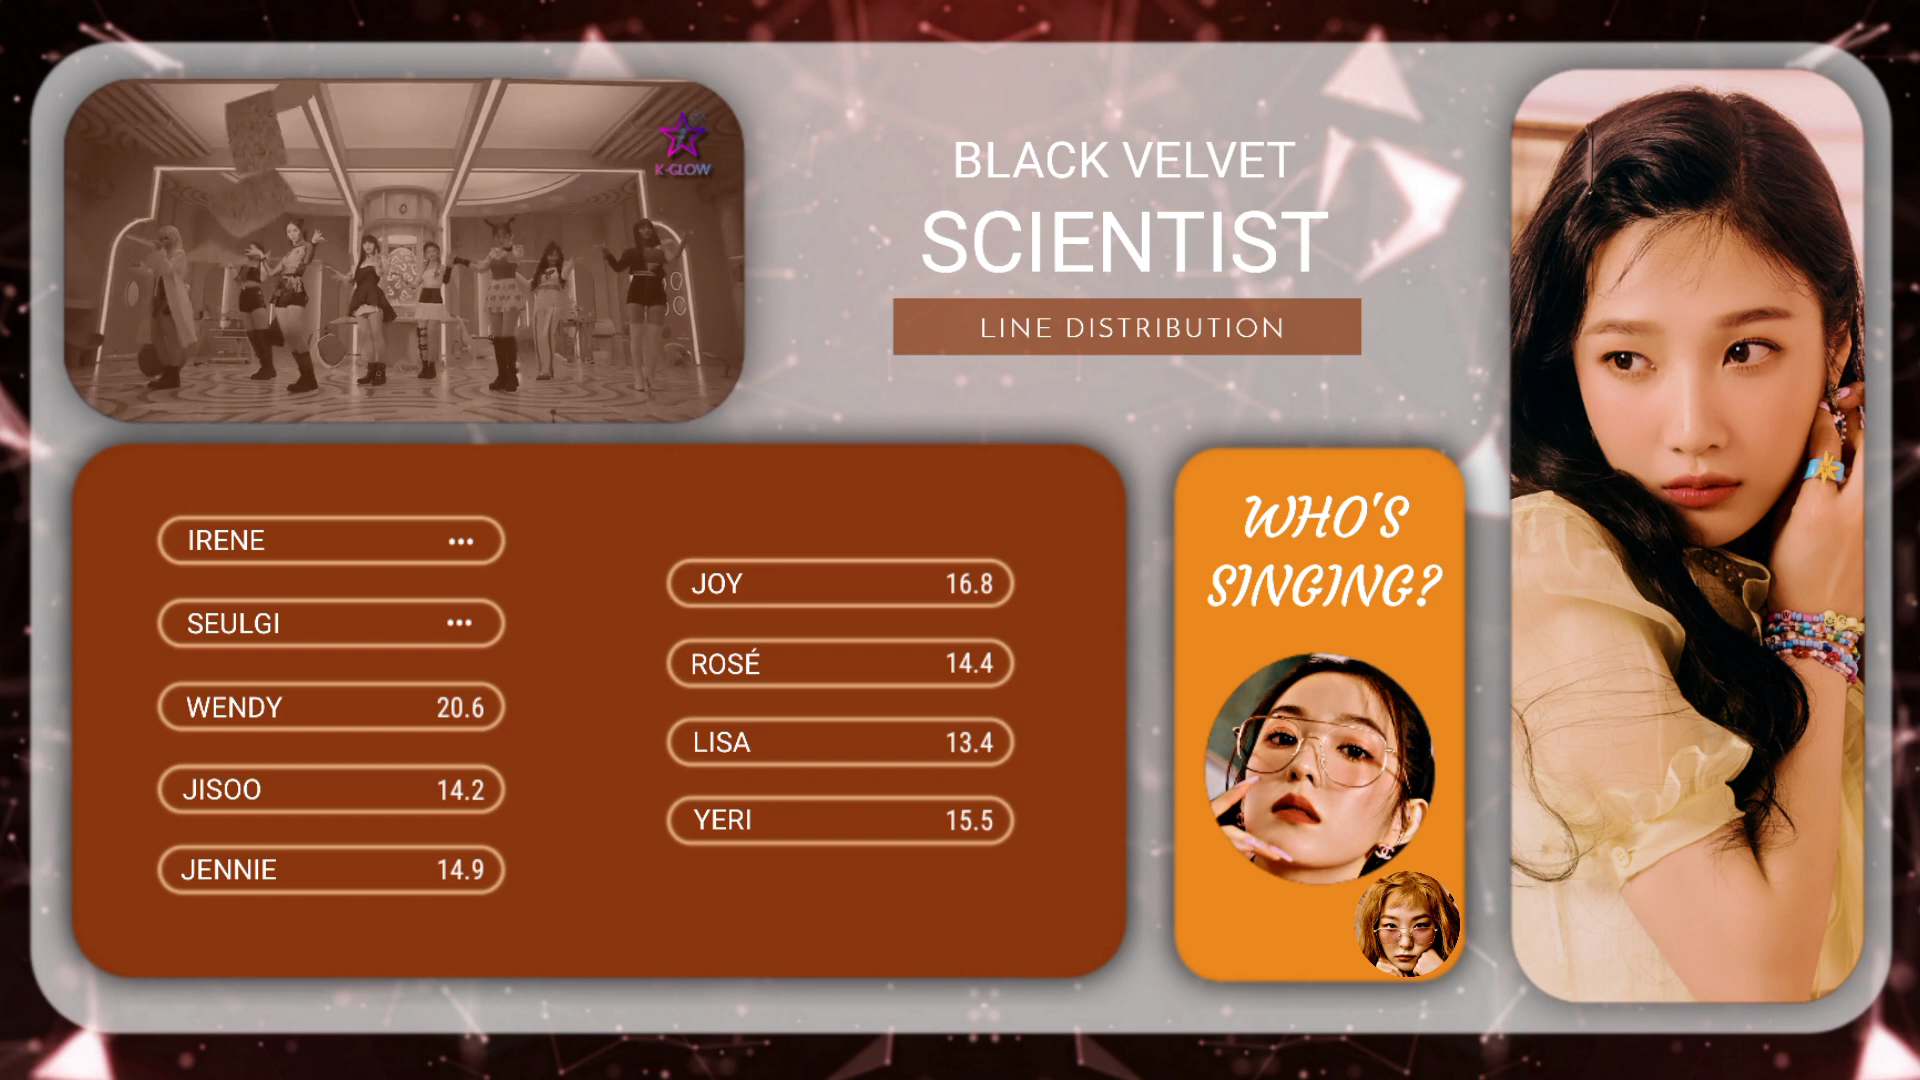 K-GLOW
BLACK VELVET
SCIENTIST
LINE DISTRIBUTION
IRENE •••
SEULGI •••
WENDY 20.6
JISOO 14.2
JENNIE 14.9
JOY 16.8
ROSÉ 14.4
LISA 13.4
YERI 15.5
WHO'S
SINGING?